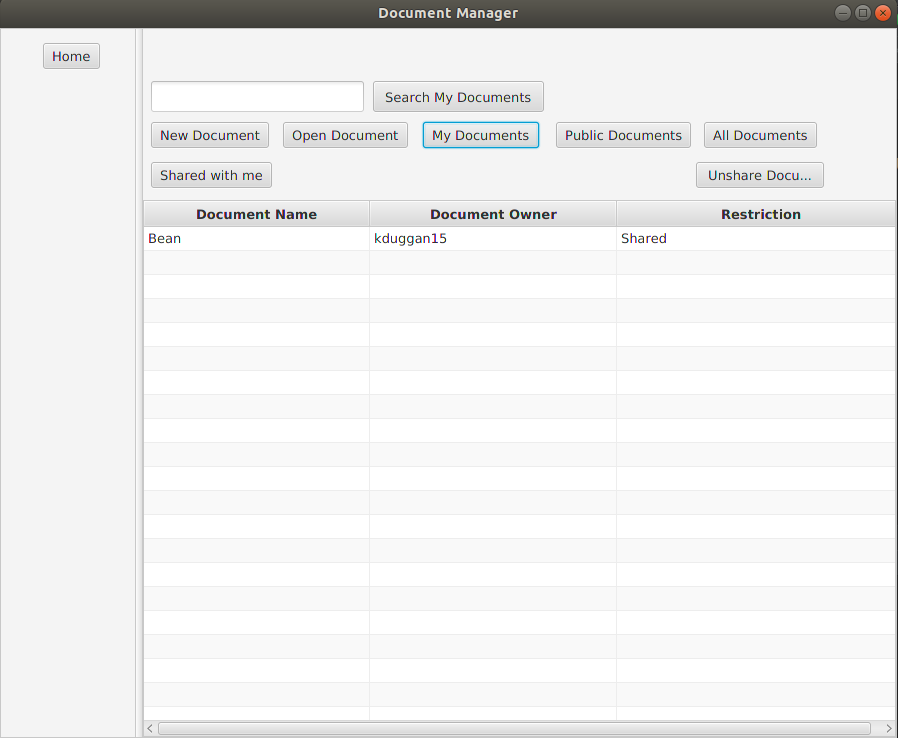 Document Manager
Home
Search My Documents
New Document Open Document My Documents Public Documents All Documents
Shared with me Unshare Docu...
Document Name Document Owner Restriction
Bean kduggan15 Shared